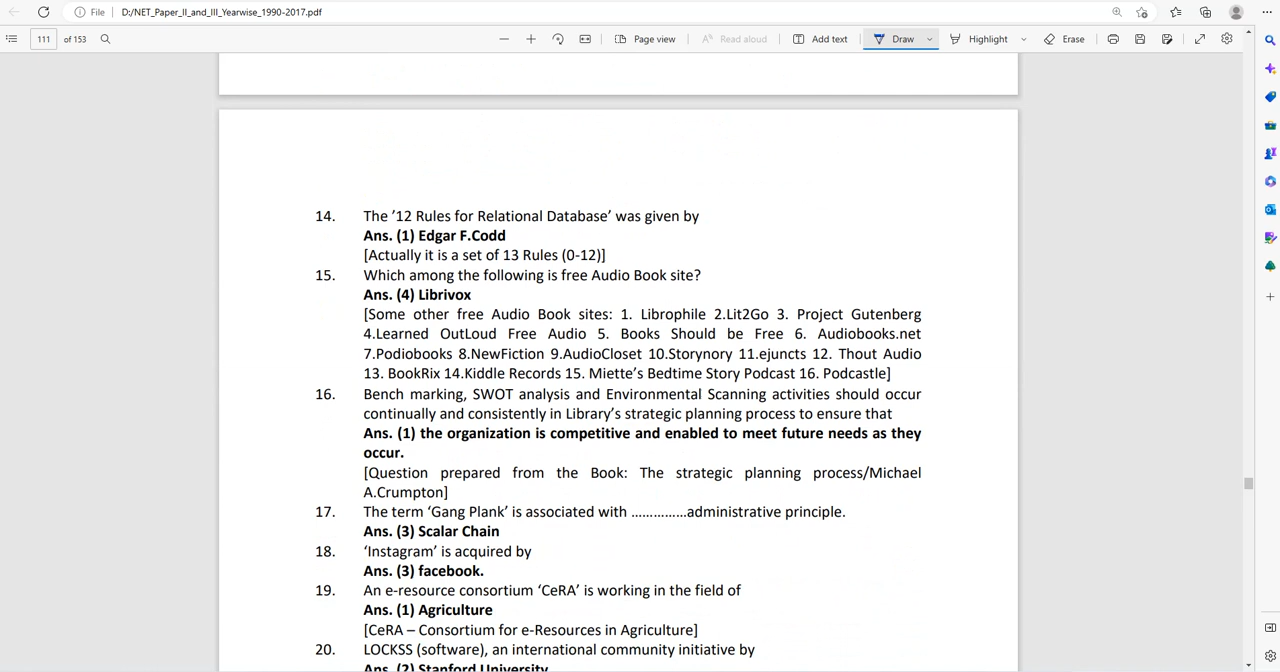 File D:/NET_Paper_II_and_III_Yearwise_1990-2017.pdf
111 of 153 Page view Read aloud Add text Draw Highlight Erase
14. The ’12 Rules for Relational Database’ was given by
Ans. (1) Edgar F.Codd
[Actually it is a set of 13 Rules (0-12)]
15. Which among the following is free Audio Book site?
Ans. (4) Librivox
[Some other free Audio Book sites: 1. Librophile 2.Lit2Go 3. Project Gutenberg
4.Learned OutLoud Free Audio 5. Books Should be Free 6. Audiobooks.net
7.Podiobooks 8.NewFiction 9.AudioCloset 10.Storynory 11.ejuncts 12. Thout Audio
13. BookRix 14.Kiddle Records 15. Miette’s Bedtime Story Podcast 16. Podcastle]
16. Bench marking, SWOT analysis and Environmental Scanning activities should occur
continually and consistently in Library’s strategic planning process to ensure that
Ans. (1) the organization is competitive and enabled to meet future needs as they
occur.
[Question prepared from the Book: The strategic planning process/Michael
A.Crumpton]
17. The term ‘Gang Plank’ is associated with ……………administrative principle.
Ans. (3) Scalar Chain
18. ‘Instagram’ is acquired by
Ans. (3) facebook.
19. An e-resource consortium ‘CeRA’ is working in the field of
Ans. (1) Agriculture
[CeRA – Consortium for e-Resources in Agriculture]
20. LOCKSS (software), an international community initiative by
Ans. (2) Stanford University